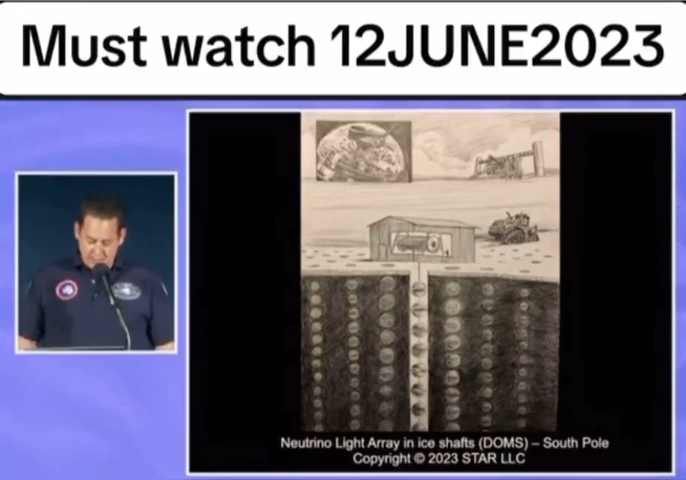 Must watch 12JUNE2023
Neutrino Light Array in ice shafts (DOMS) – South Pole
Copyright © 2023 STAR LLC